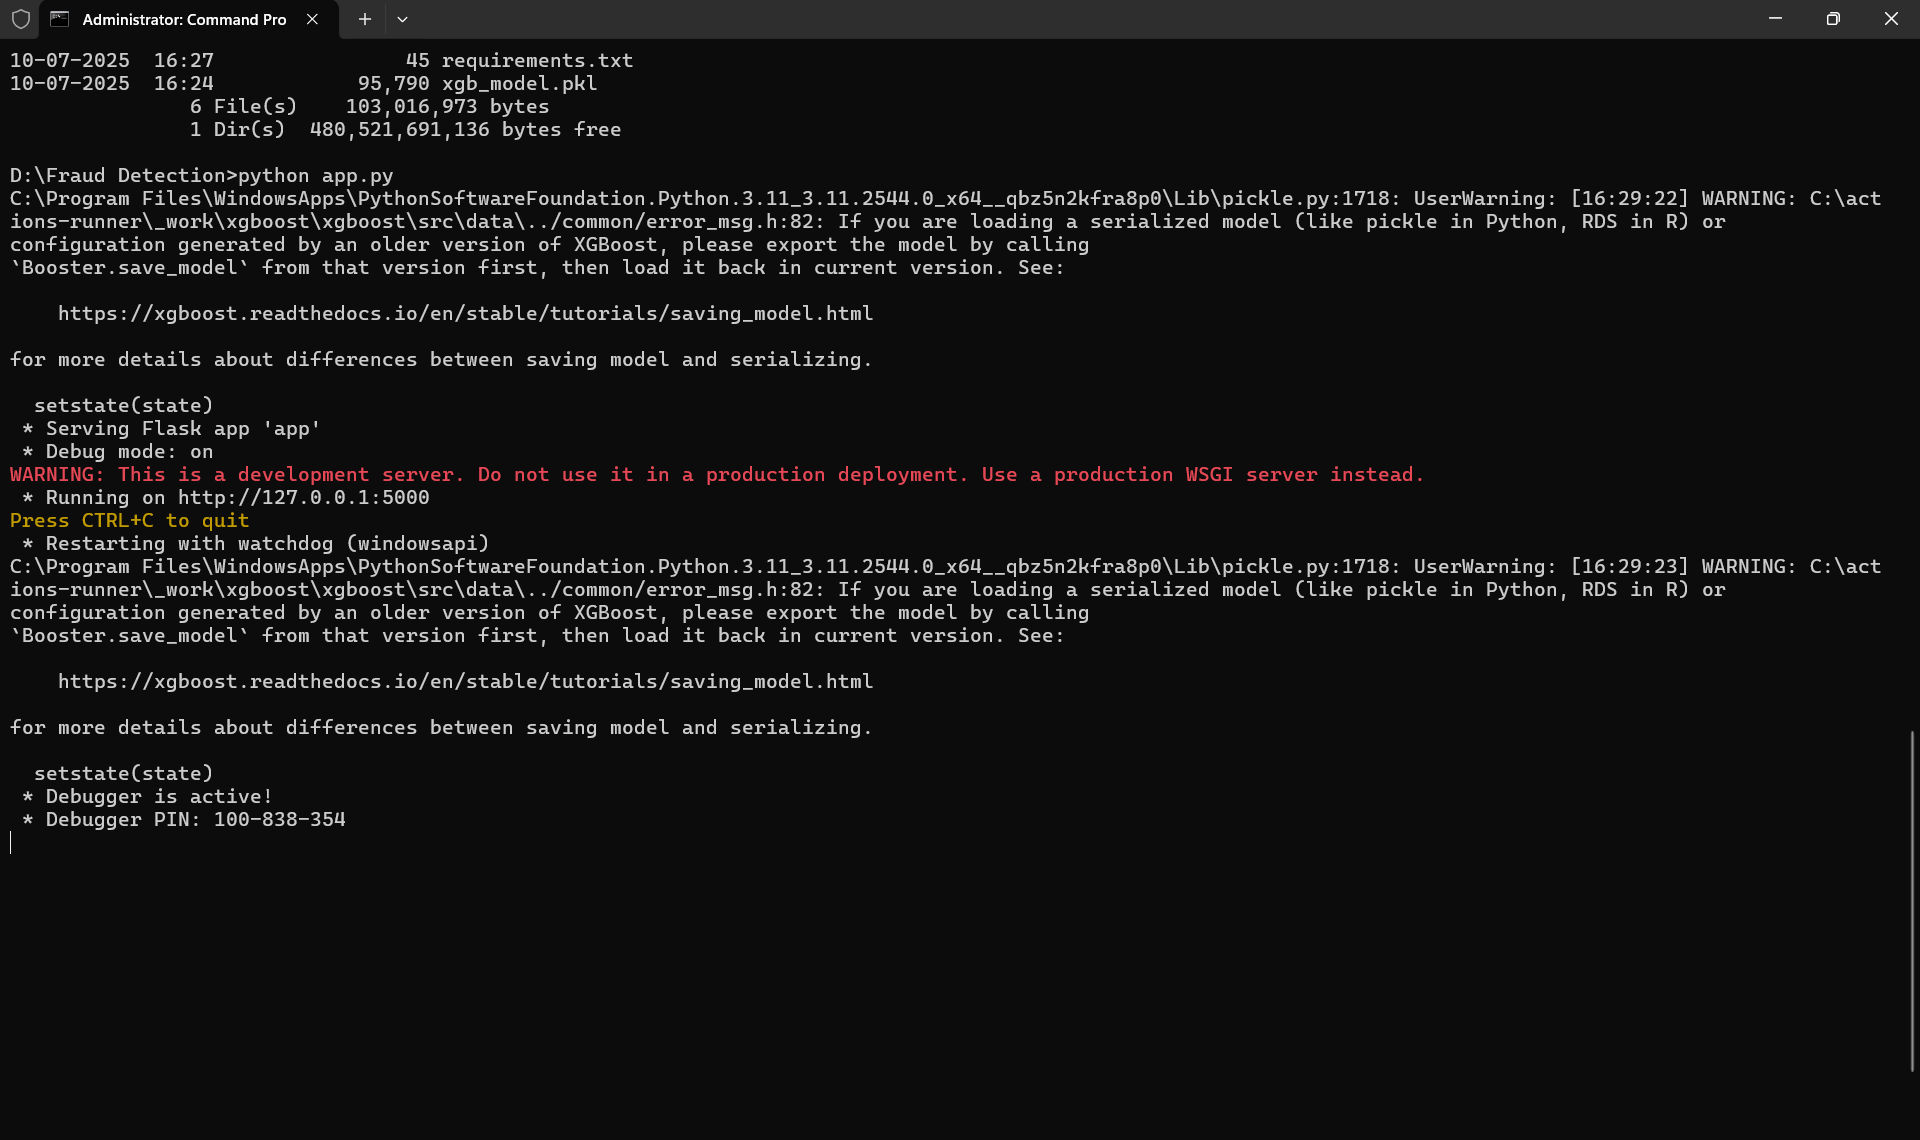 Administrator: Command Pro
10-07-2025  16:27                45 requirements.txt
10-07-2025  16:24            95,790 xgb_model.pkl
               6 File(s)    103,016,973 bytes
               1 Dir(s)  480,521,691,136 bytes free
D:\Fraud Detection>python app.py
C:\Program Files\WindowsApps\PythonSoftwareFoundation.Python.3.11_3.11.2544.0_x64__qbz5n2kfra8p0\Lib\pickle.py:1718: UserWarning: [16:29:22] WARNING: C:\act
ions-runner\_work\xgboost\xgboost\src\data\../common/error_msg.h:82: If you are loading a serialized model (like pickle in Python, RDS in R) or
configuration generated by an older version of XGBoost, please export the model by calling
`Booster.save_model` from that version first, then load it back in current version. See:
    https://xgboost.readthedocs.io/en/stable/tutorials/saving_model.html
for more details about differences between saving model and serializing.
  setstate(state)
 * Serving Flask app 'app'
 * Debug mode: on
WARNING: This is a development server. Do not use it in a production deployment. Use a production WSGI server instead.
 * Running on http://127.0.0.1:5000
Press CTRL+C to quit
 * Restarting with watchdog (windowsapi)
C:\Program Files\WindowsApps\PythonSoftwareFoundation.Python.3.11_3.11.2544.0_x64__qbz5n2kfra8p0\Lib\pickle.py:1718: UserWarning: [16:29:23] WARNING: C:\act
ions-runner\_work\xgboost\xgboost\src\data\../common/error_msg.h:82: If you are loading a serialized model (like pickle in Python, RDS in R) or
configuration generated by an older version of XGBoost, please export the model by calling
`Booster.save_model` from that version first, then load it back in current version. See:
    https://xgboost.readthedocs.io/en/stable/tutorials/saving_model.html
for more details about differences between saving model and serializing.
  setstate(state)
 * Debugger is active!
 * Debugger PIN: 100-838-354